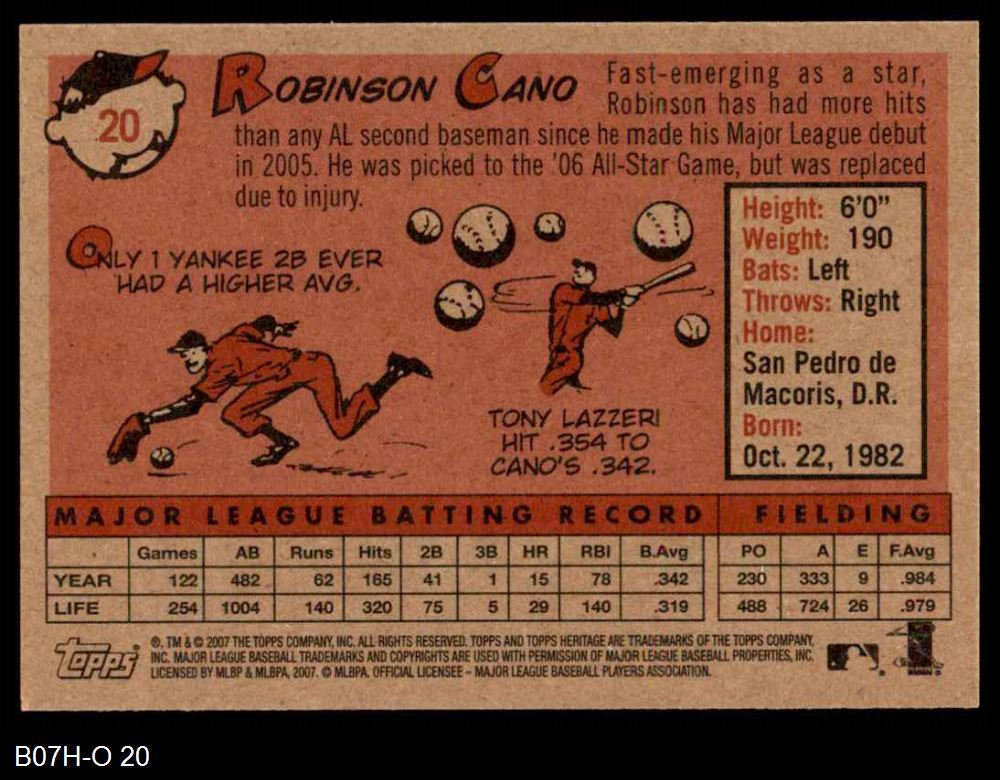 20
ROBINSON CANO
Fast-emerging as a star,
Robinson has had more hits
than any AL second baseman since he made his Major League debut
in 2005. He was picked to the '06 All-Star Game, but was replaced
due to injury.
ONLY 1 YANKEE 2B EVER
HAD A HIGHER AVG.
TONY LAZZERI
HIT .354 TO
CANO'S .342.
Height: 6'0"
Weight: 190
Bats: Left
Throws: Right
Home:
San Pedro de
Macoris, D.R.
Born:
Oct. 22, 1982
MAJOR LEAGUE BATTING RECORD FIELDING
Games AB Runs Hits 2B 3B HR RBI B.Avg PO A E F.Avg
YEAR 122 482 62 165 41 1 15 78 .342 230 333 9 .984
LIFE 254 1004 140 320 75 5 29 140 .319 488 724 26 .979
topps
®, TM & © 2007 THE TOPPS COMPANY, INC. ALL RIGHTS RESERVED. TOPPS AND TOPPS HERITAGE ARE TRADEMARKS OF THE TOPPS COMPANY,
INC. MAJOR LEAGUE BASEBALL TRADEMARKS AND COPYRIGHTS ARE USED WITH PERMISSION OF MAJOR LEAGUE BASEBALL PROPERTIES, INC.
LICENSED BY MLBP & MLBPA, 2007. © MLBPA. OFFICIAL LICENSEE – MAJOR LEAGUE BASEBALL PLAYERS ASSOCIATION.
B07H-O 20